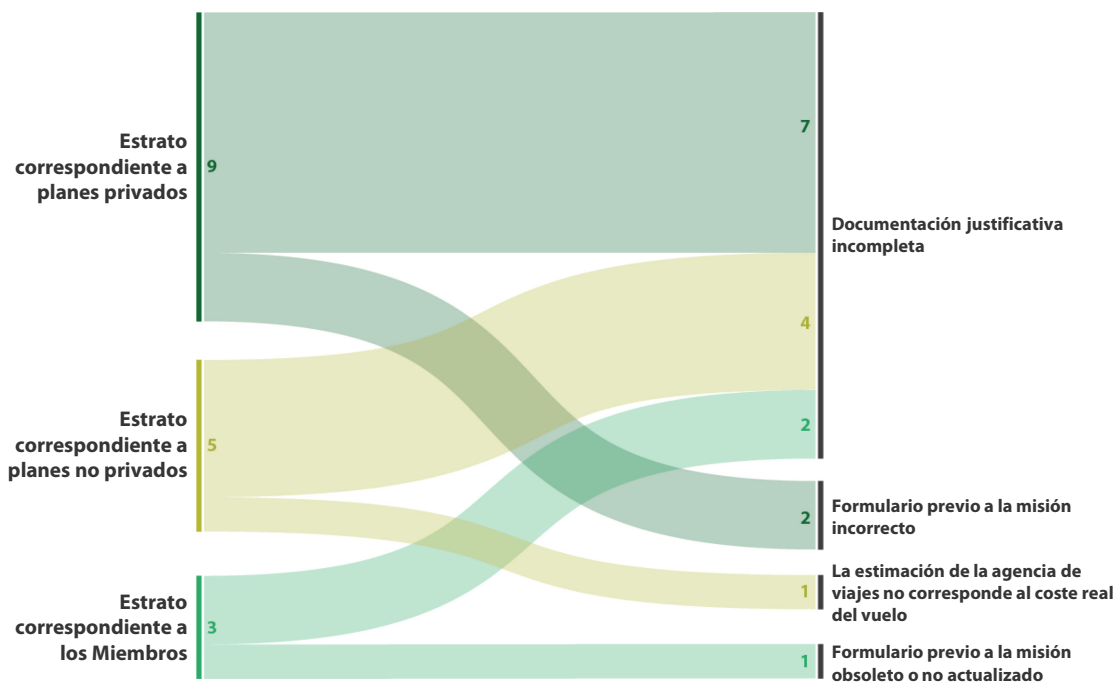 Estrato
correspondiente a
planes privados
9
7
Documentación justificativa
incompleta
4
Estrato
correspondiente a
planes no privados
5
2
2
Formulario previo a la misión
incorrecto
1
La estimación de la agencia de
viajes no corresponde al coste real
del vuelo
Estrato
correspondiente a
los Miembros
3
1
Formulario previo a la misión
obsoleto o no actualizado